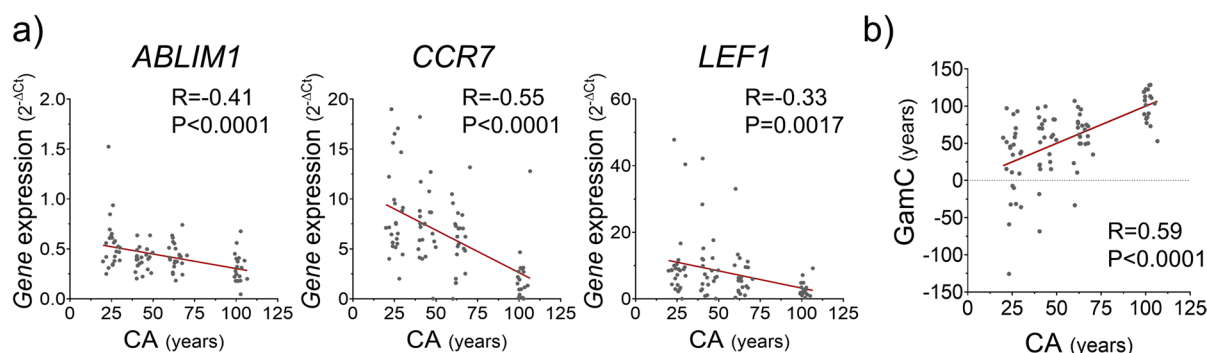 a)
ABLIM1
R=-0.41
P<0.0001
Gene expression (2-ΔCt)
2.0
1.5
1.0
0.5
0.0
0 25 50 75 100 125
CA (years)
CCR7
R=-0.55
P<0.0001
Gene expression (2-ΔCt)
20
15
10
5
0
0 25 50 75 100 125
CA (years)
LEF1
R=-0.33
P=0.0017
Gene expression (2-ΔCt)
60
40
20
0
0 25 50 75 100 125
CA (years)
b)
GamC (years)
150
100
50
0
-50
-100
-150
R=0.59
P<0.0001
0 25 50 75 100 125
CA (years)